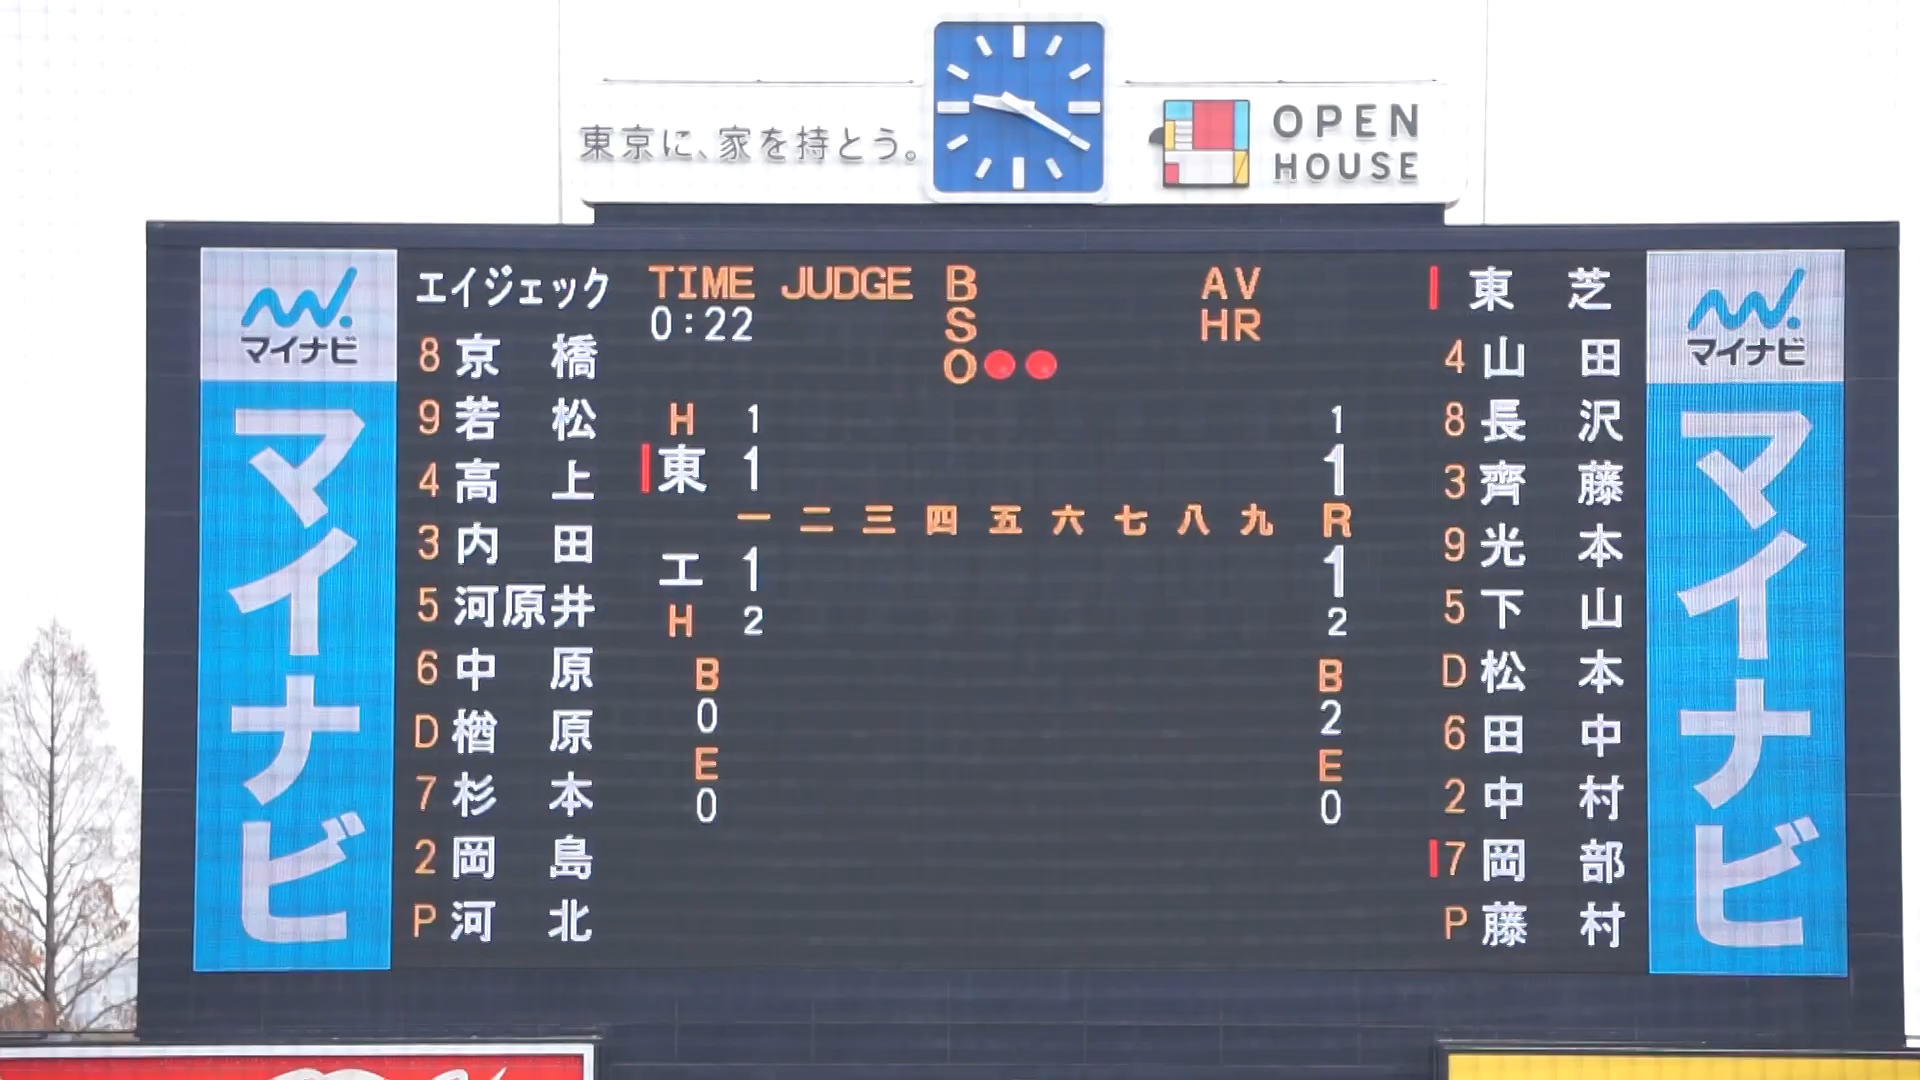 東京に、家を持とう。
OPEN
HOUSE
マイナビ
マイナビ
エイジェック
8 京橋
9 若松
4 高上
3 内田
5 河原井
6 中原
D 楢原
7 杉本
2 岡島
P 河北
TIME JUDGE B AV
0:22 S HR
O
H 1 1
東 1 1
一 二 三 四 五 六 七 八 九 R
エ 1 1
H 2 2
B B
0 2
E E
0 0
東芝
4 山田
8 長沢
3 齊藤
9 光本
5 下山
D 松本
6 田中
2 中村
7 岡部
P 藤村
マイナビ
マイナビ